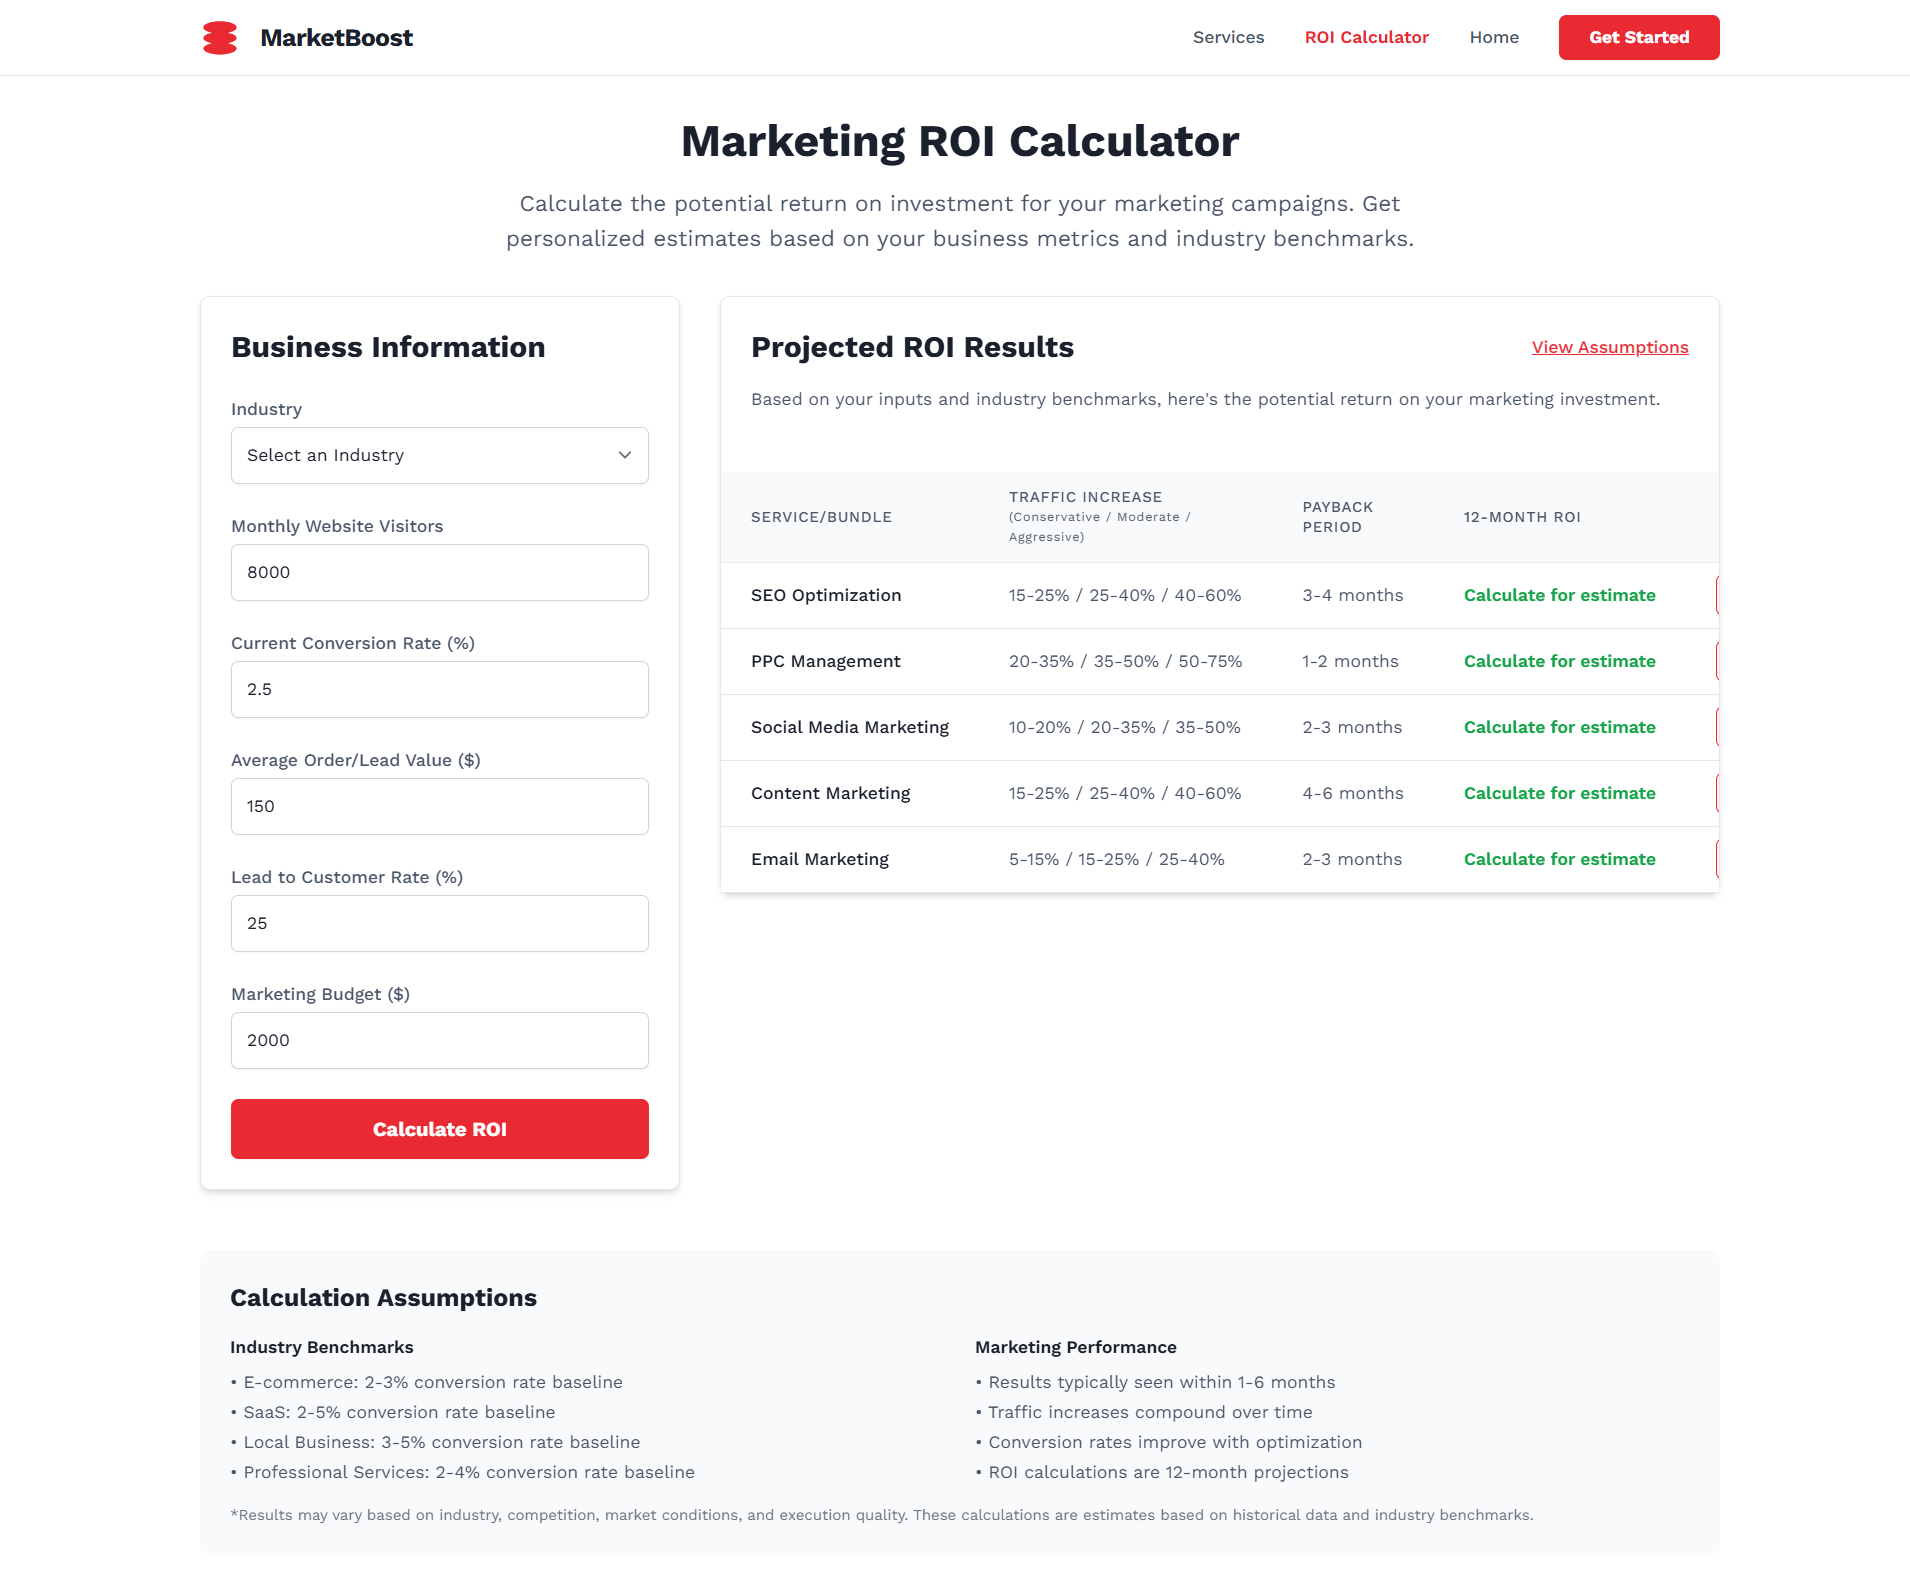 MarketBoost
Services
ROI Calculator
Home
Get Started
Marketing ROI Calculator
Calculate the potential return on investment for your marketing campaigns. Get
personalized estimates based on your business metrics and industry benchmarks.
Business Information
Industry
Select an Industry
Monthly Website Visitors
8000
Current Conversion Rate (%)
2.5
Average Order/Lead Value ($)
150
Lead to Customer Rate (%)
25
Marketing Budget ($)
2000
Calculate ROI
Projected ROI Results
View Assumptions
Based on your inputs and industry benchmarks, here's the potential return on your marketing investment.
SERVICE/BUNDLE
TRAFFIC INCREASE
(Conservative / Moderate /
Aggressive)
PAYBACK
PERIOD
12-MONTH ROI
SEO Optimization 15-25% / 25-40% / 40-60% 3-4 months Calculate for estimate
PPC Management 20-35% / 35-50% / 50-75% 1-2 months Calculate for estimate
Social Media Marketing 10-20% / 20-35% / 35-50% 2-3 months Calculate for estimate
Content Marketing 15-25% / 25-40% / 40-60% 4-6 months Calculate for estimate
Email Marketing 5-15% / 15-25% / 25-40% 2-3 months Calculate for estimate
Calculation Assumptions
Industry Benchmarks
• E-commerce: 2-3% conversion rate baseline
• SaaS: 2-5% conversion rate baseline
• Local Business: 3-5% conversion rate baseline
• Professional Services: 2-4% conversion rate baseline
Marketing Performance
• Results typically seen within 1-6 months
• Traffic increases compound over time
• Conversion rates improve with optimization
• ROI calculations are 12-month projections
*Results may vary based on industry, competition, market conditions, and execution quality. These calculations are estimates based on historical data and industry benchmarks.